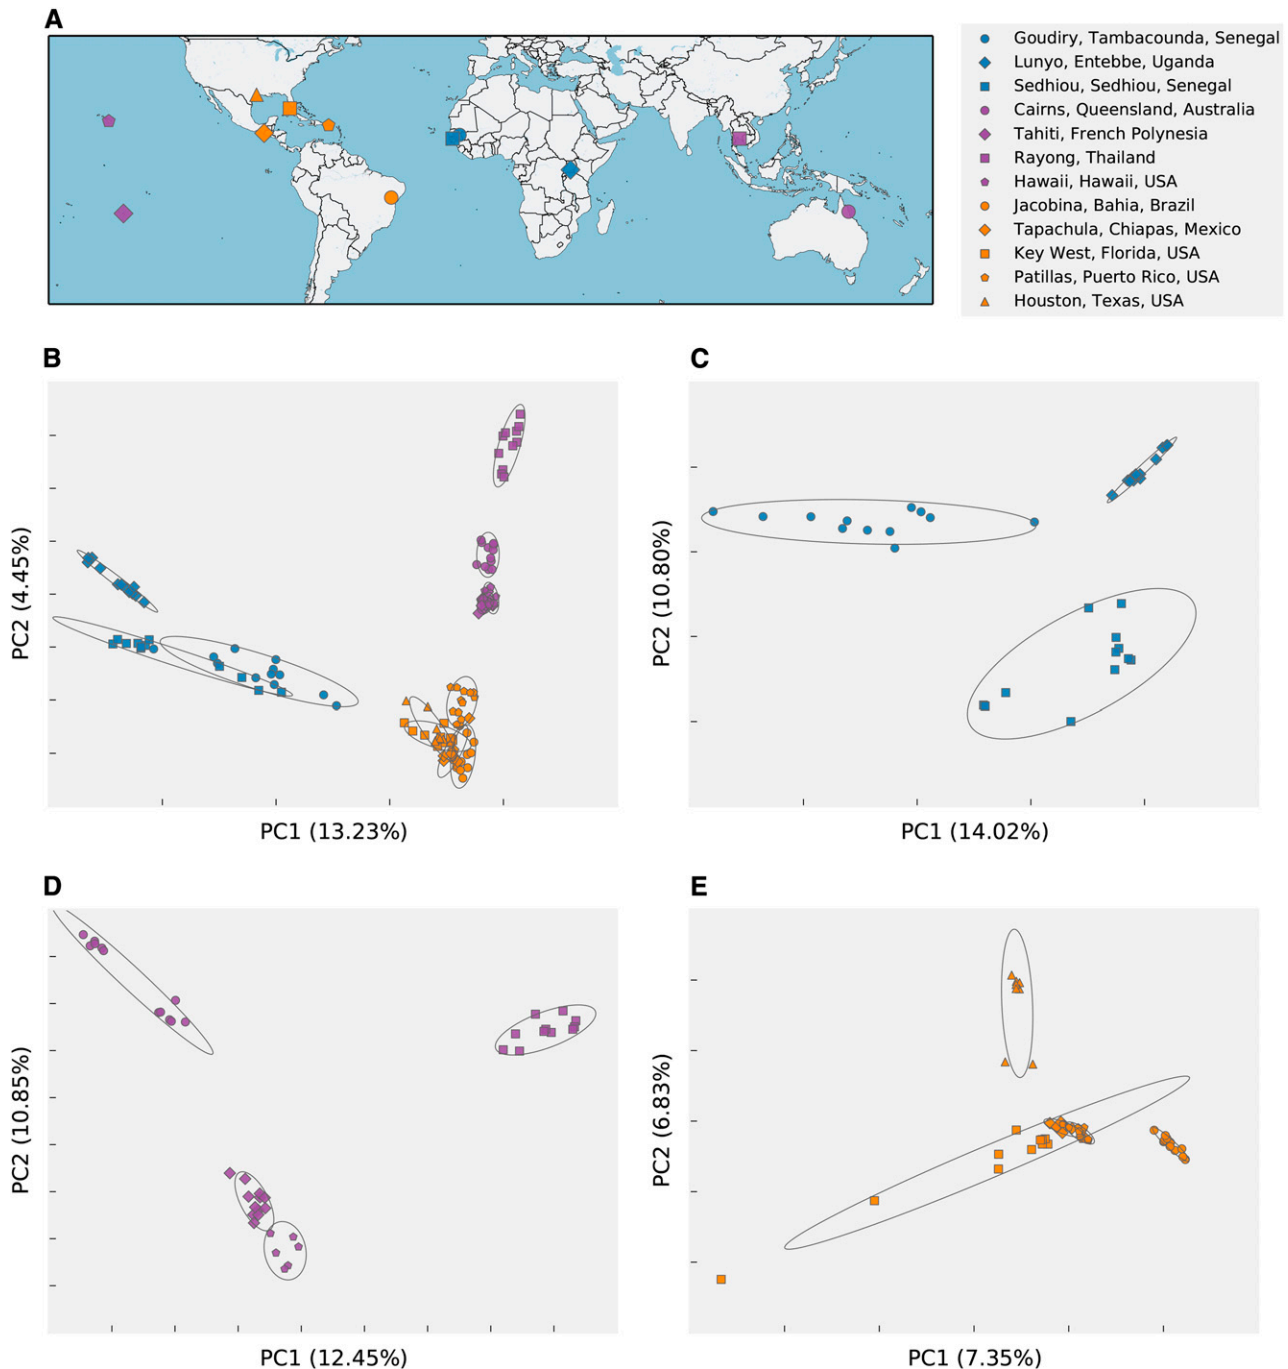 A
Goudiry, Tambacounda, Senegal
Lunyo, Entebbe, Uganda
Sedhiou, Sedhiou, Senegal
Cairns, Queensland, Australia
Tahiti, French Polynesia
Rayong, Thailand
Hawaii, Hawaii, USA
Jacobina, Bahia, Brazil
Tapachula, Chiapas, Mexico
Key West, Florida, USA
Patillas, Puerto Rico, USA
Houston, Texas, USA
B
PC2 (4.45%)
PC1 (13.23%)
C
PC2 (10.80%)
PC1 (14.02%)
D
PC2 (10.85%)
PC1 (12.45%)
E
PC2 (6.83%)
PC1 (7.35%)